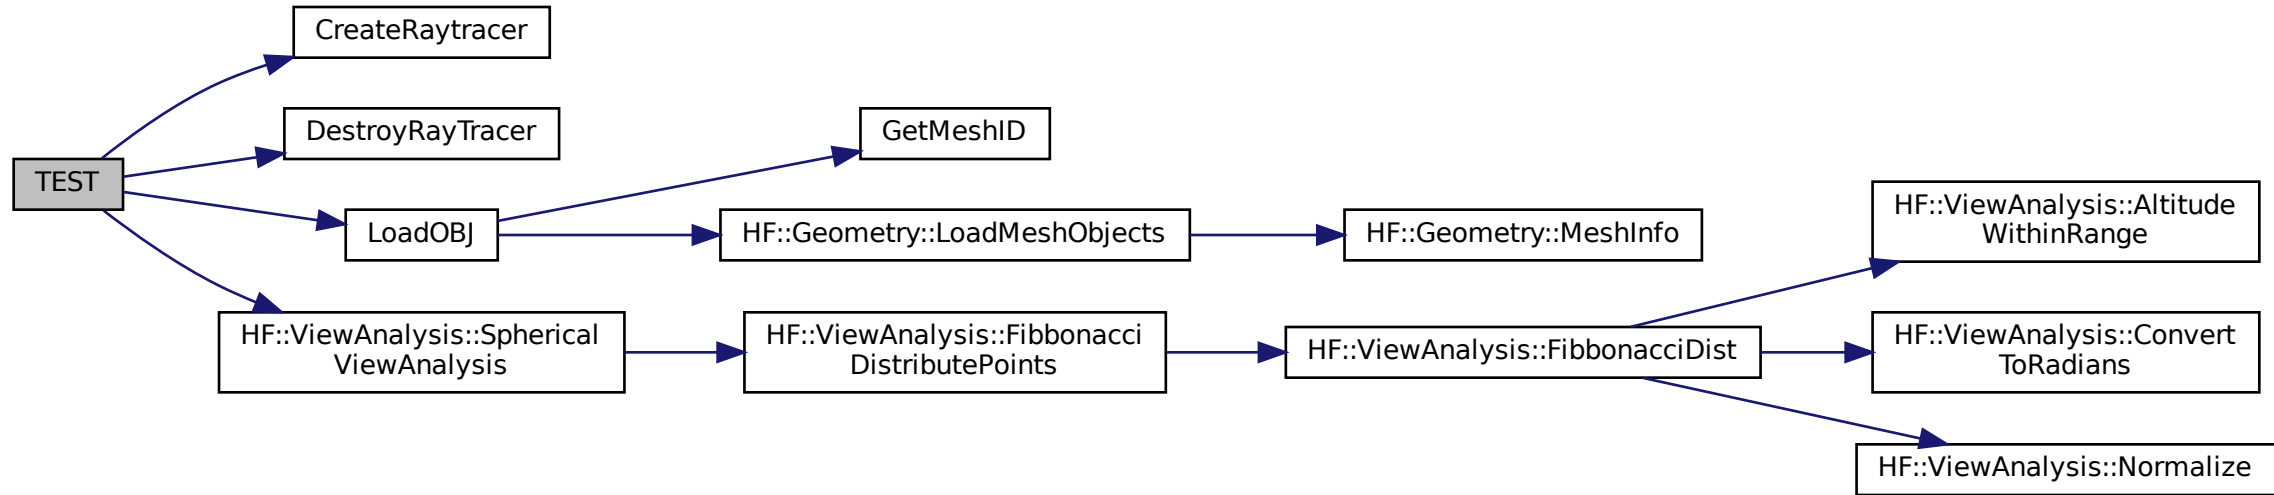 CreateRaytracer
DestroyRayTracer
GetMeshID
TEST
HF::ViewAnalysis::Altitude
WithinRange
LoadOBJ
HF::Geometry::LoadMeshObjects
HF::Geometry::MeshInfo
HF::ViewAnalysis::Spherical
ViewAnalysis
HF::ViewAnalysis::Fibbonacci
DistributePoints
HF::ViewAnalysis::FibbonacciDist
HF::ViewAnalysis::Convert
ToRadians
HF::ViewAnalysis::Normalize